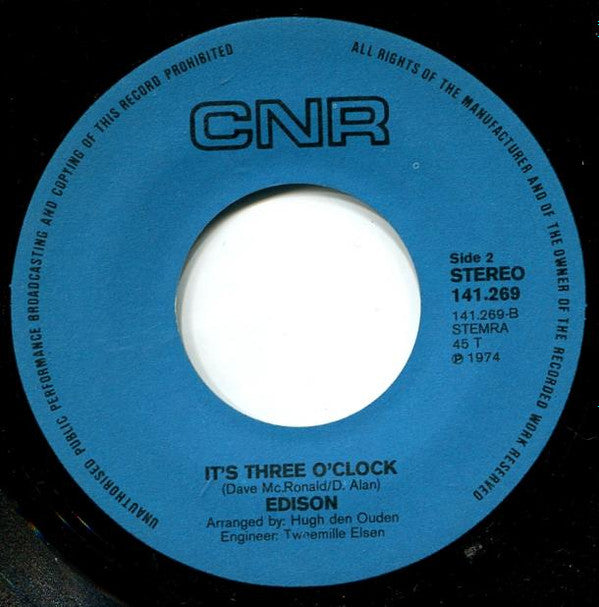 UNAUTHORISED PUBLIC PERFORMANCE BROADCASTING AND COPYING OF THIS RECORD PROHIBITED
ALL RIGHTS OF THE MANUFACTURER AND OF THE OWNER OF THE RECORDED WORK RESERVED
CNR
Side 2
STEREO
141.269
141.269-B
STEMRA
45 T
℗ 1974
IT'S THREE O'CLOCK
(Dave Mc.Ronald/D. Alan)
EDISON
Arranged by: Hugh den Ouden
Engineer: Tweemille Elsen